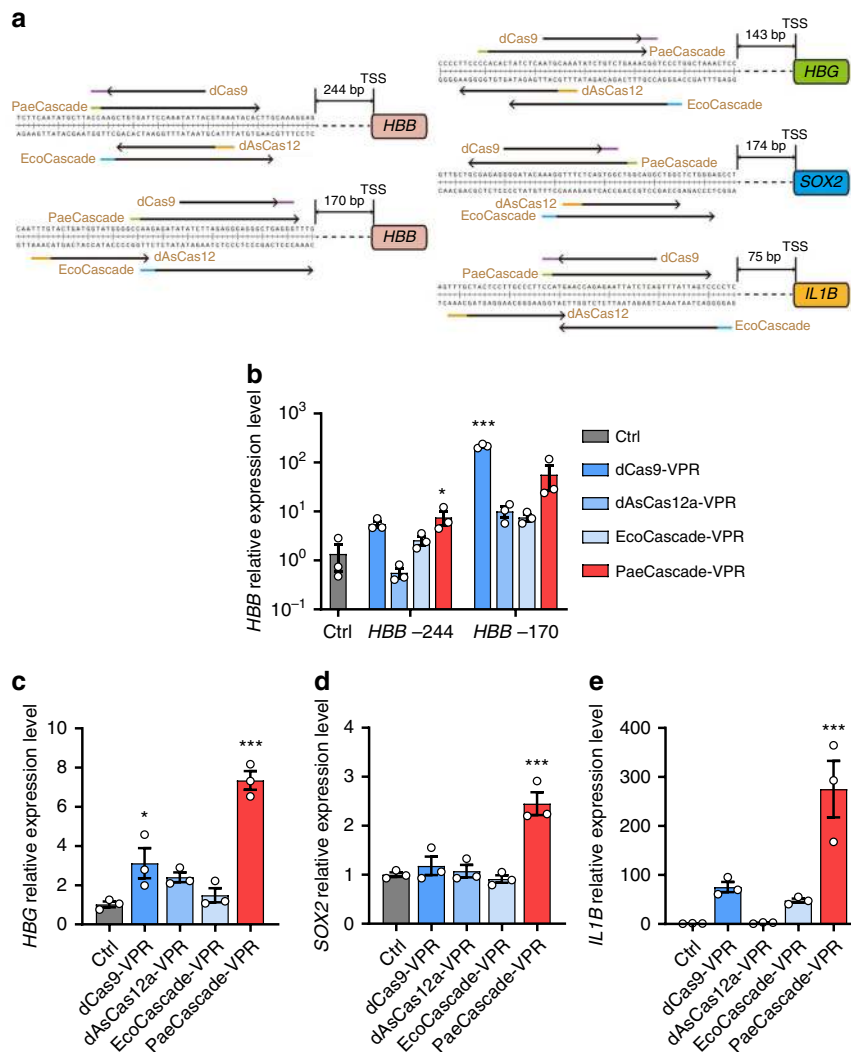 a
dCas9
PaeCascade
244 bp
TSS
HBB
dAsCas12
EcoCascade
dCas9
PaeCascade
170 bp
TSS
HBB
dAsCas12
EcoCascade
dCas9
PaeCascade
143 bp
TSS
HBG
dAsCas12
EcoCascade
dCas9
PaeCascade
174 bp
TSS
SOX2
dAsCas12
EcoCascade
dCas9
PaeCascade
75 bp
TSS
IL1B
dAsCas12
EcoCascade
b
HBB relative expression level
10³
10²
10¹
10⁰
10⁻¹
*
***
Ctrl
HBB –244
HBB –170
Ctrl
dCas9-VPR
dAsCas12a-VPR
EcoCascade-VPR
PaeCascade-VPR
c
HBG relative expression level
10
8
6
4
2
0
*
***
Ctrl
dCas9-VPR
dAsCas12a-VPR
EcoCascade-VPR
PaeCascade-VPR
d
SOX2 relative expression level
4
3
2
1
0
***
Ctrl
dCas9-VPR
dAsCas12a-VPR
EcoCascade-VPR
PaeCascade-VPR
e
IL1B relative expression level
400
300
200
100
0
***
Ctrl
dCas9-VPR
dAsCas12a-VPR
EcoCascade-VPR
PaeCascade-VPR